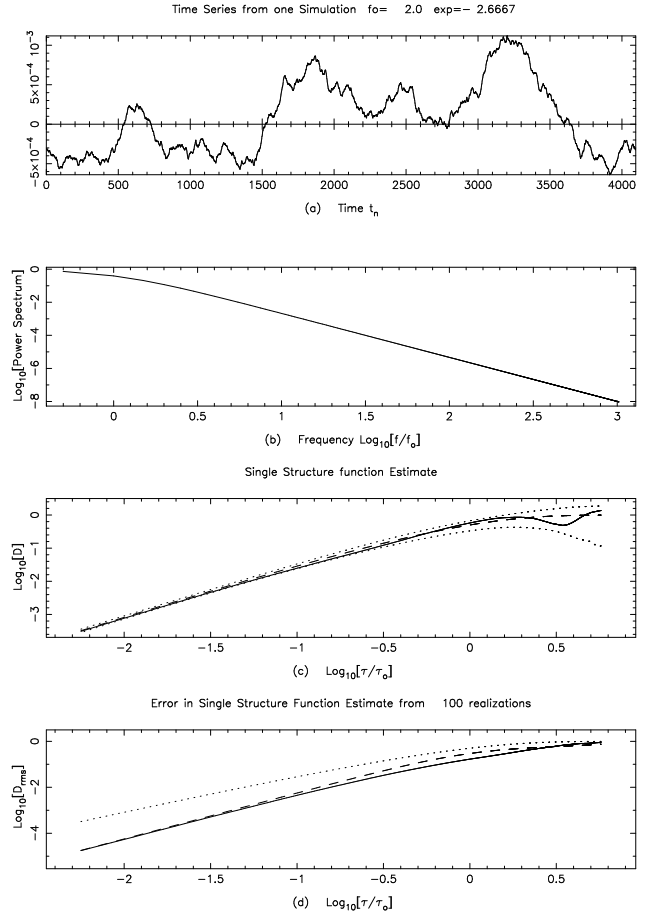 Time Series from one Simulation fo= 2.0 exp=− 2.6667
10⁻³
5×10⁻⁴
0
−5×10⁻⁴
0 500 1000 1500 2000 2500 3000 3500 4000
(a) Time tₙ
Log₁₀[Power Spectrum]
0
−2
−4
−6
−8
0 0.5 1 1.5 2 2.5 3
(b) Frequency Log₁₀[f/fₒ]
Single Structure function Estimate
Log₁₀[D]
0
−1
−2
−3
−2 −1.5 −1 −0.5 0 0.5
(c) Log₁₀[τ/τₒ]
Error in Single Structure Function Estimate from 100 realizations
Log₁₀[Drms]
0
−2
−4
−2 −1.5 −1 −0.5 0 0.5
(d) Log₁₀[τ/τₒ]